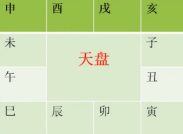 申 酉 戌 亥
未 子
天盘
午 丑
巳 辰 卯 寅